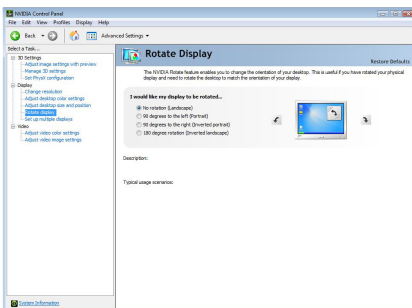 NVIDIA Control Panel
File Edit View Profiles Display Help
Back
Advanced Settings
Select a Task...
3D Settings
Adjust image settings with preview
Manage 3D settings
Set PhysX configuration
Display
Change resolution
Adjust desktop color settings
Adjust desktop size and position
Rotate display
Set up multiple displays
Video
Adjust video color settings
Adjust video image settings
System Information
Rotate Display
Restore Defaults
The NVIDIA Rotate feature enables you to change the orientation of your desktop. This is useful if you have rotated your physical
display and need to rotate the desktop to match the orientation of your display.
I would like my display to be rotated...
No rotation (Landscape)
90 degrees to the left (Portrait)
90 degrees to the right (Inverted portrait)
180 degree rotation (Inverted landscape)
Description:
Typical usage scenarios: